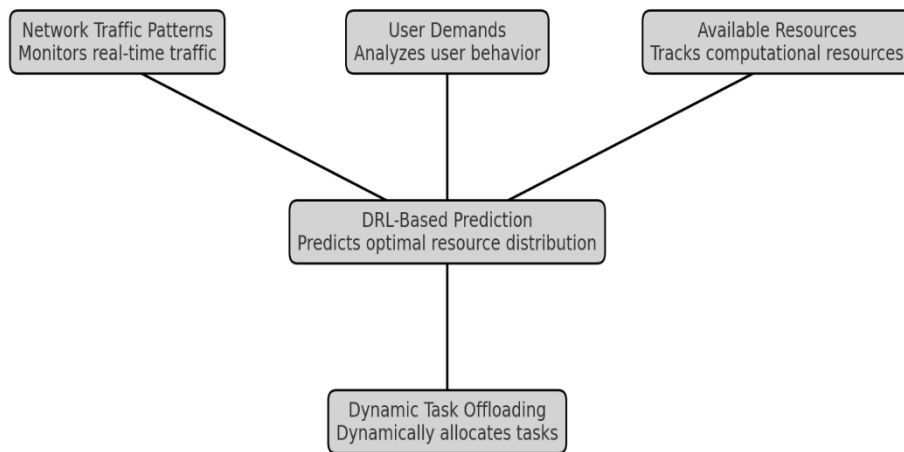 Network Traffic Patterns
Monitors real-time traffic
User Demands
Analyzes user behavior
Available Resources
Tracks computational resources
DRL-Based Prediction
Predicts optimal resource distribution
Dynamic Task Offloading
Dynamically allocates tasks